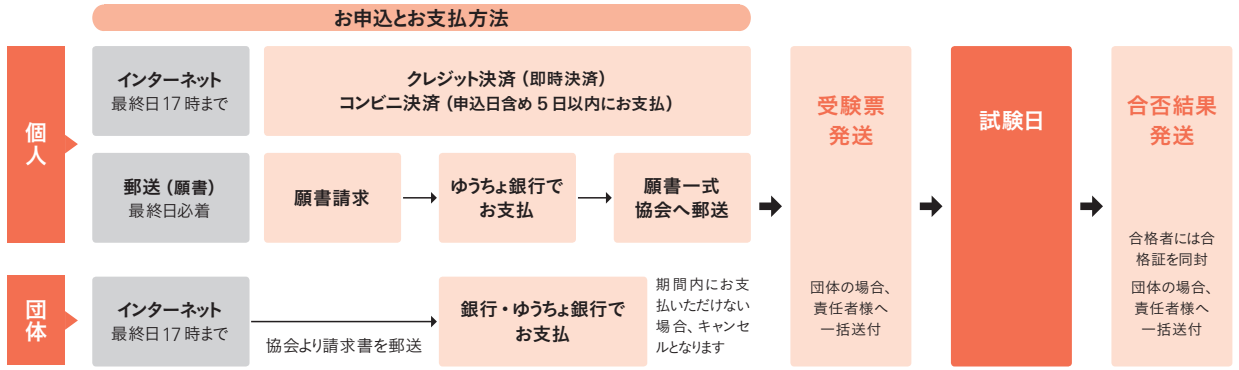 お申込とお支払方法
個人
インターネット
最終日17時まで
クレジット決済（即時決済）
コンビニ決済（申込日含め5日以内にお支払）
郵送（願書）
最終日必着
願書請求
ゆうちょ銀行で
お支払
願書一式
協会へ郵送
団体
インターネット
最終日17時まで
協会より請求書を郵送
銀行・ゆうちょ銀行で
お支払
期間内にお支
払いただけない
場合、キャンセ
ルとなります
受験票
発送
団体の場合、
責任者様へ
一括送付
試験日
合否結果
発送
合格者には合
格証を同封
団体の場合、
責任者様へ
一括送付